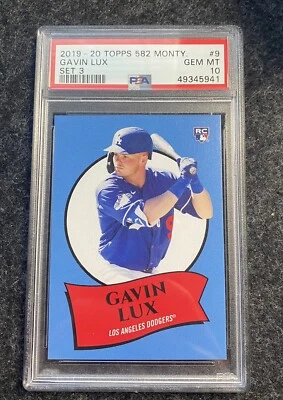 2019 - 20 TOPPS 582 MONTY. #9
GAVIN LUX GEM MT
SET 3 PSA 10
49345941
RC
GAVIN
LUX
LOS ANGELES DODGERS®